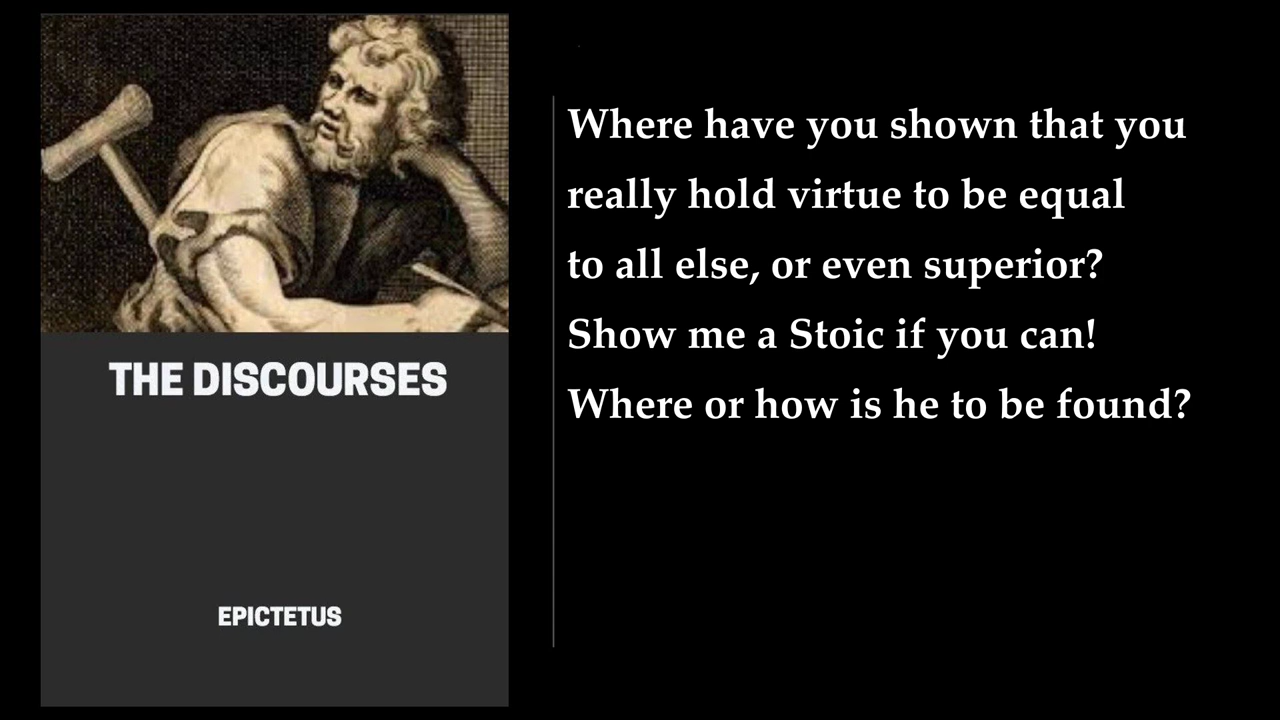 THE DISCOURSES
EPICTETUS
Where have you shown that you
really hold virtue to be equal
to all else, or even superior?
Show me a Stoic if you can!
Where or how is he to be found?